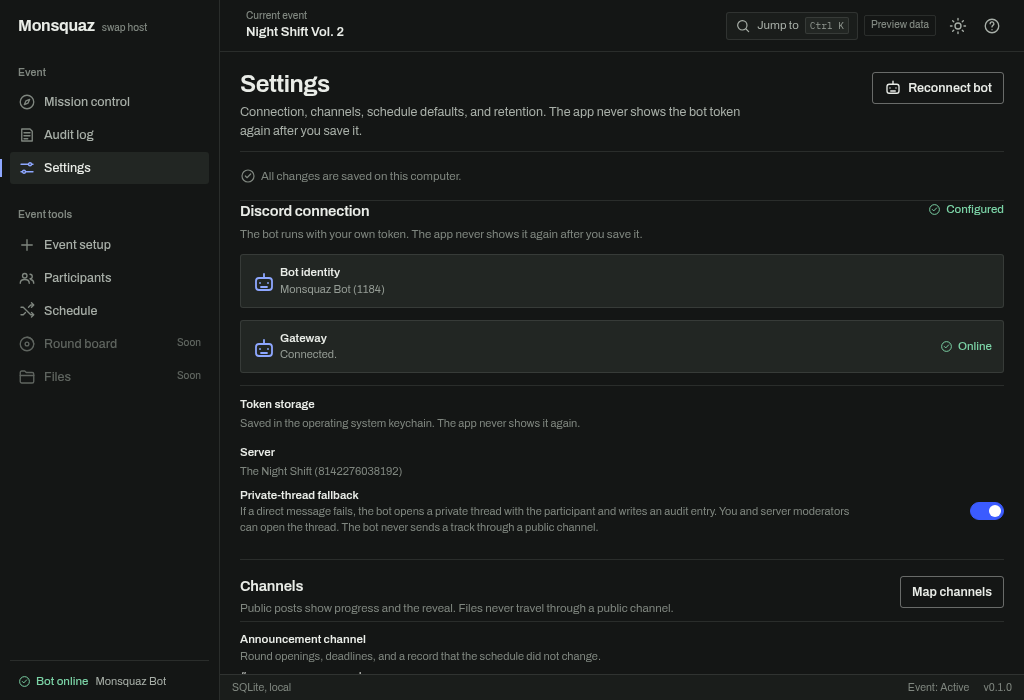 Monsquaz swap host
Event
Mission control
Audit log
Settings
Event tools
Event setup
Participants
Schedule
Round board Soon
Files Soon
Bot online Monsquaz Bot
Current event
Night Shift Vol. 2
Jump to Ctrl K
Preview data
Settings
Reconnect bot
Connection, channels, schedule defaults, and retention. The app never shows the bot token
again after you save it.
All changes are saved on this computer.
Discord connection
Configured
The bot runs with your own token. The app never shows it again after you save it.
Bot identity
Monsquaz Bot (1184)
Gateway
Connected.
Online
Token storage
Saved in the operating system keychain. The app never shows it again.
Server
The Night Shift (8142276038192)
Private-thread fallback
If a direct message fails, the bot opens a private thread with the participant and writes an audit entry. You and server moderators
can open the thread. The bot never sends a track through a public channel.
Channels
Map channels
Public posts show progress and the reveal. Files never travel through a public channel.
Announcement channel
Round openings, deadlines, and a record that the schedule did not change.
SQLite, local
Event: Active v0.1.0